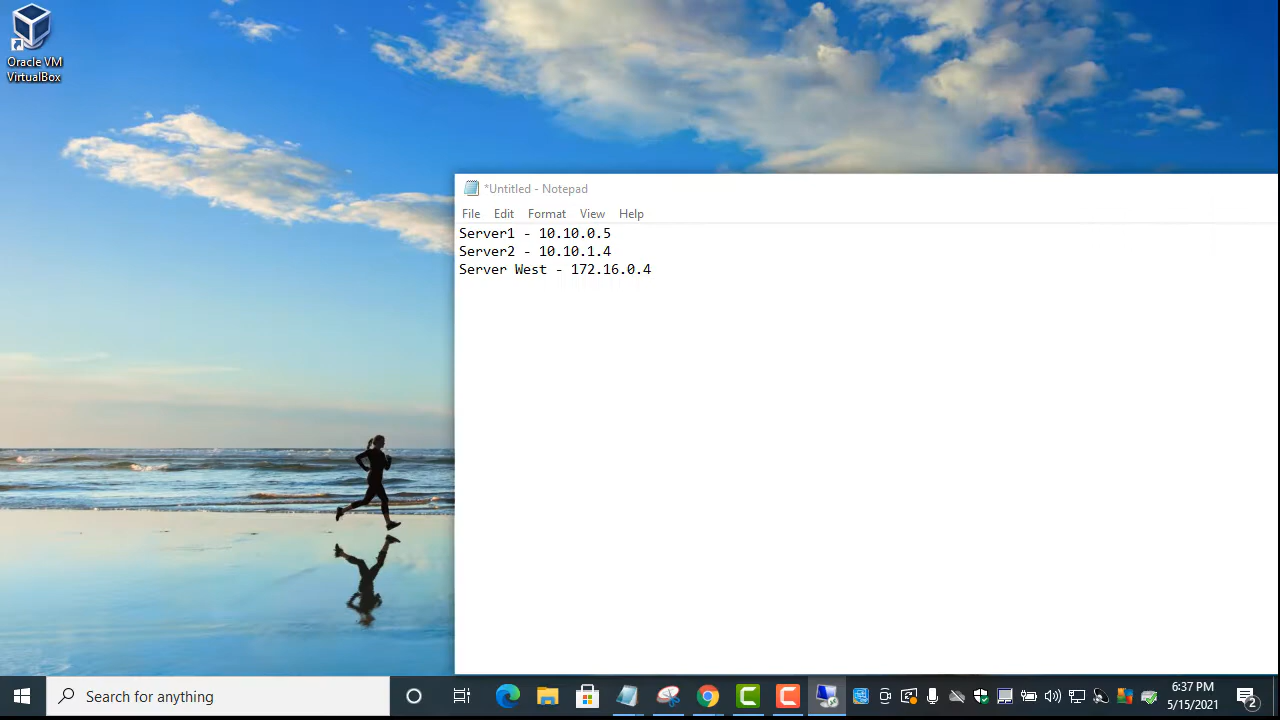 Oracle VM
VirtualBox
*Untitled - Notepad
File Edit Format View Help
Server1 - 10.10.0.5
Server2 - 10.10.1.4
Server West - 172.16.0.4
Search for anything
6:37 PM
5/15/2021
2